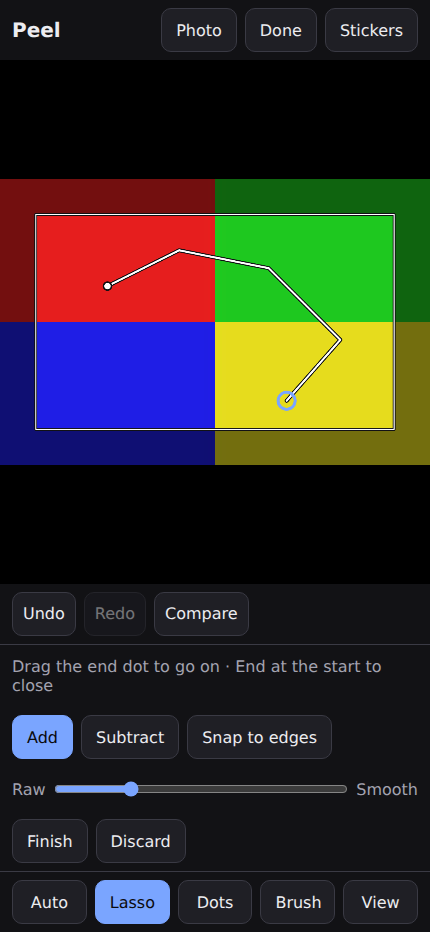 Peel Photo Done Stickers
Undo Redo Compare
Drag the end dot to go on · End at the start to
close
Add Subtract Snap to edges
Raw Smooth
Finish Discard
Auto Lasso Dots Brush View